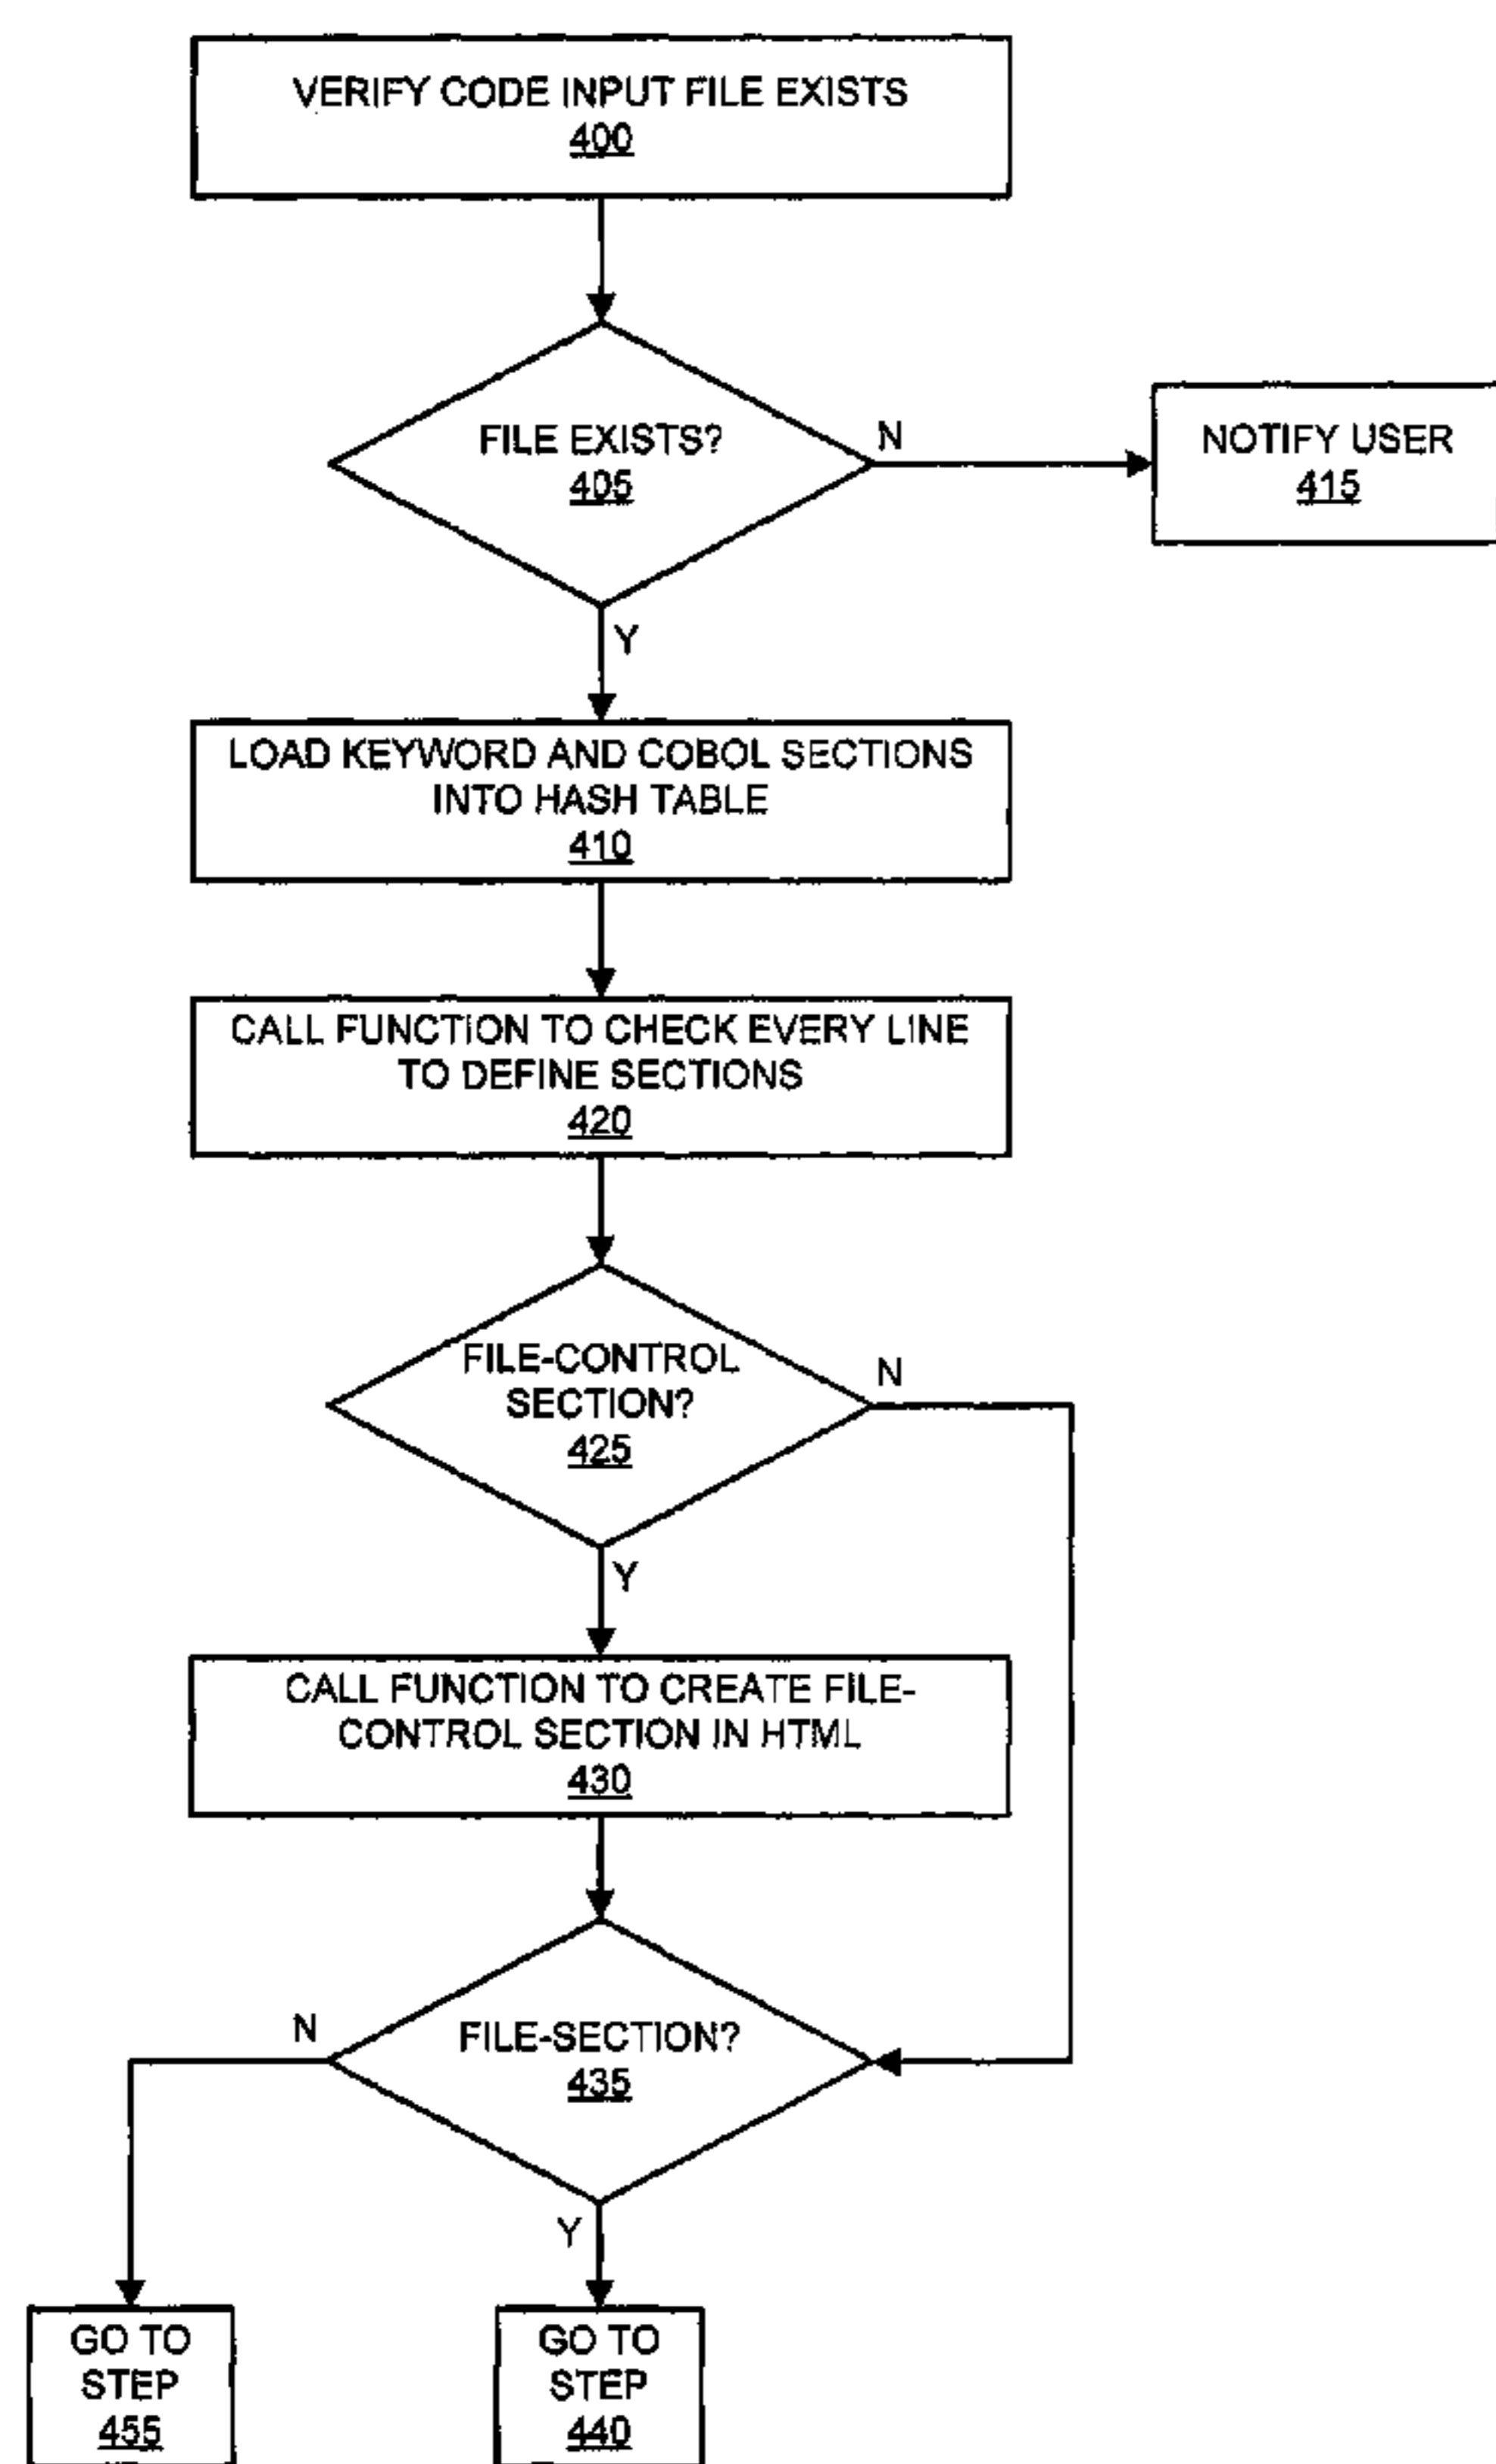 VERIFY CODE INPUT FILE EXISTS
400
FILE EXISTS?
405
N
NOTIFY USER
415
Y
LOAD KEYWORD AND COBOL SECTIONS
INTO HASH TABLE
410
CALL FUNCTION TO CHECK EVERY LINE
TO DEFINE SECTIONS
420
FILE-CONTROL
SECTION?
425
N
Y
CALL FUNCTION TO CREATE FILE-
CONTROL SECTION IN HTML
430
N
FILE-SECTION?
435
Y
GO TO
STEP
455
GO TO
STEP
440